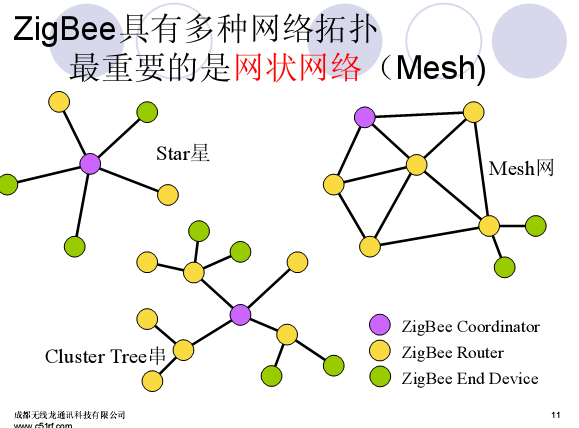 ZigBee具有多种网络拓扑
最重要的是网状网络（Mesh)
Star星
Mesh网
Cluster Tree串
ZigBee Coordinator
ZigBee Router
ZigBee End Device
成都无线龙通讯科技有限公司
www.c51rf.com
11